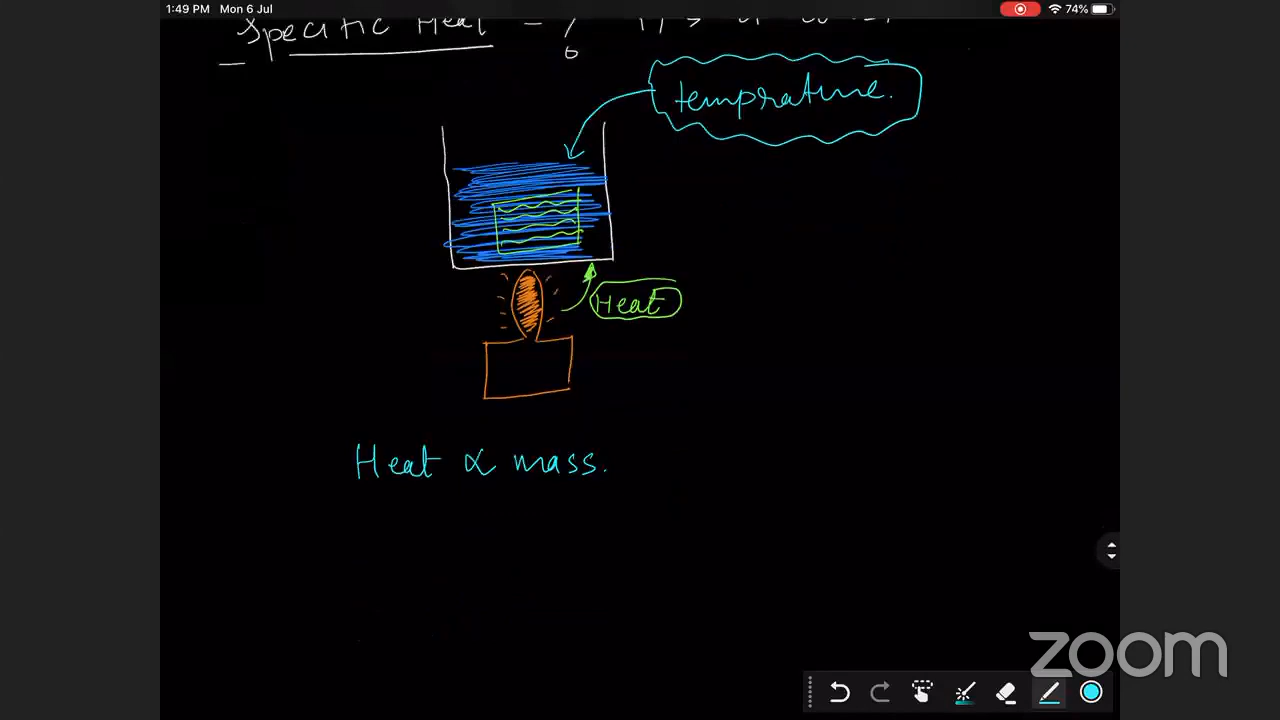 1:49 PM Mon 6 Jul
74%
Specific Heat -
temprature.
Heat
Heat ∝ mass.
zoom